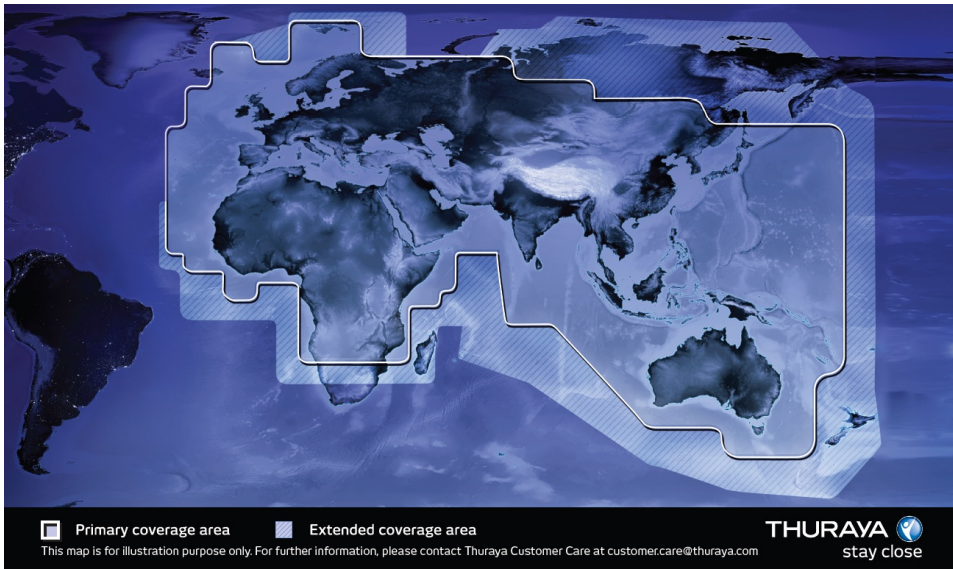 Primary coverage area
Extended coverage area
THURAYA
This map is for illustration purpose only. For further information, please contact Thuraya Customer Care at customer.care@thuraya.com
stay close